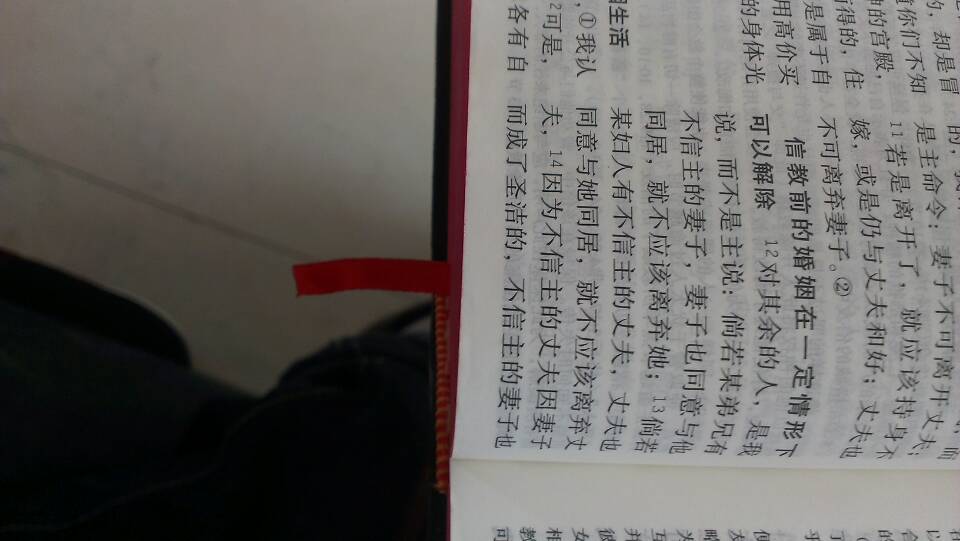 却是冒
道你们不知
的宫殿，
得的，住
是属于自
用高价买
的身体光
生活
，①我认
2可是，
各有自
是主命令：妻子不可离开丈夫；
11若是离开了，就应该持身不
嫁，或是仍与丈夫和好；丈夫也
不可离弃妻子。②
信教前的婚姻在一定情形下
可以解除 12对其余的人，是我
说，而不是主说：倘若某弟兄有
不信主的妻子，妻子也同意与他
同居，就不应该离弃她；13倘若
某妇人有不信主的丈夫，丈夫也
同意与她同居，就不应该离弃丈
夫，14因为不信主的丈夫因妻子
而成了圣洁的，不信主的妻子也